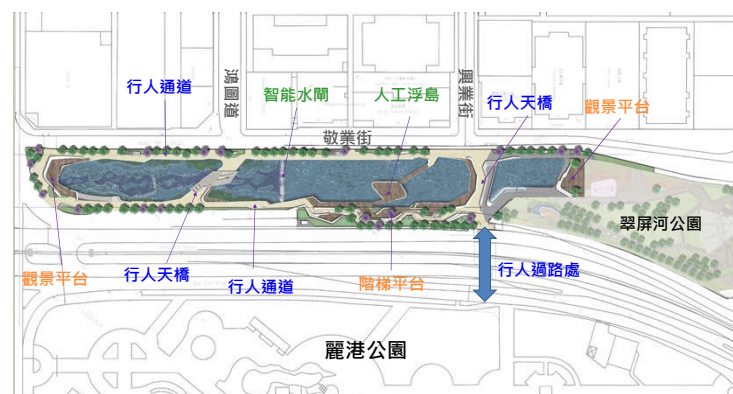 行人通道
鴻圖道
智能水閘
人工浮島
興業街
行人天橋
觀景平台
敬業街
翠屏河公園
觀景平台
行人天橋
行人通道
階梯平台
行人過路處
麗港公園